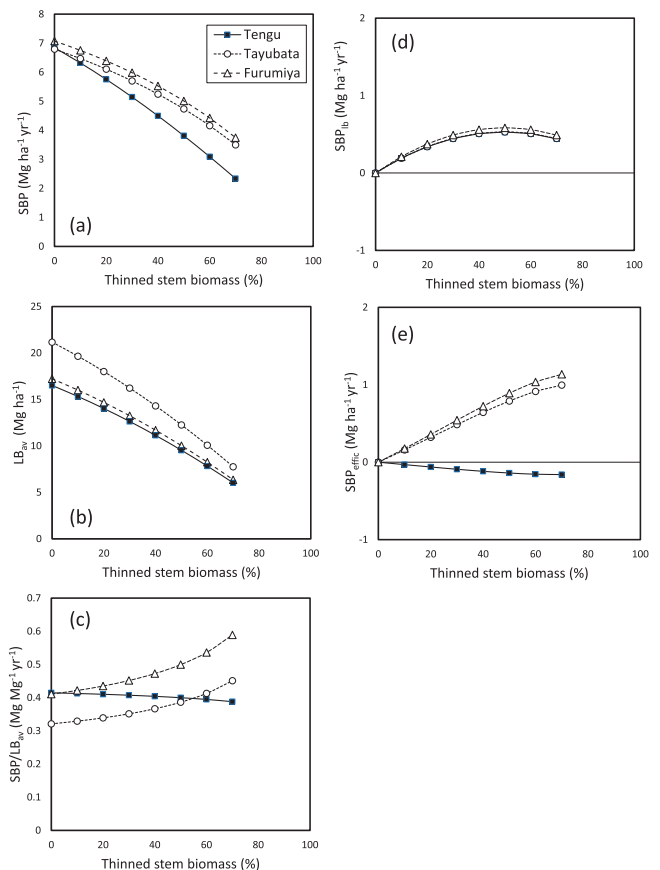 8
7
6
5
4
3
2
1
0
SBP (Mg ha⁻¹ yr⁻¹)
Tengu
Tayubata
Furumiya
(a)
0 20 40 60 80 100
Thinned stem biomass (%)
2
1
0
-1
SBP_lb (Mg ha⁻¹ yr⁻¹)
(d)
0 20 40 60 80 100
Thinned stem biomass (%)
25
20
15
10
5
0
LB_av (Mg ha⁻¹)
(b)
0 20 40 60 80 100
Thinned stem biomass (%)
2
1
0
-1
SBP_effic (Mg ha⁻¹ yr⁻¹)
(e)
0 20 40 60 80 100
Thinned stem biomass (%)
0.7
0.6
0.5
0.4
0.3
0.2
0.1
0
SBP/LB_av (Mg Mg⁻¹ yr⁻¹)
(c)
0 20 40 60 80 100
Thinned stem biomass (%)